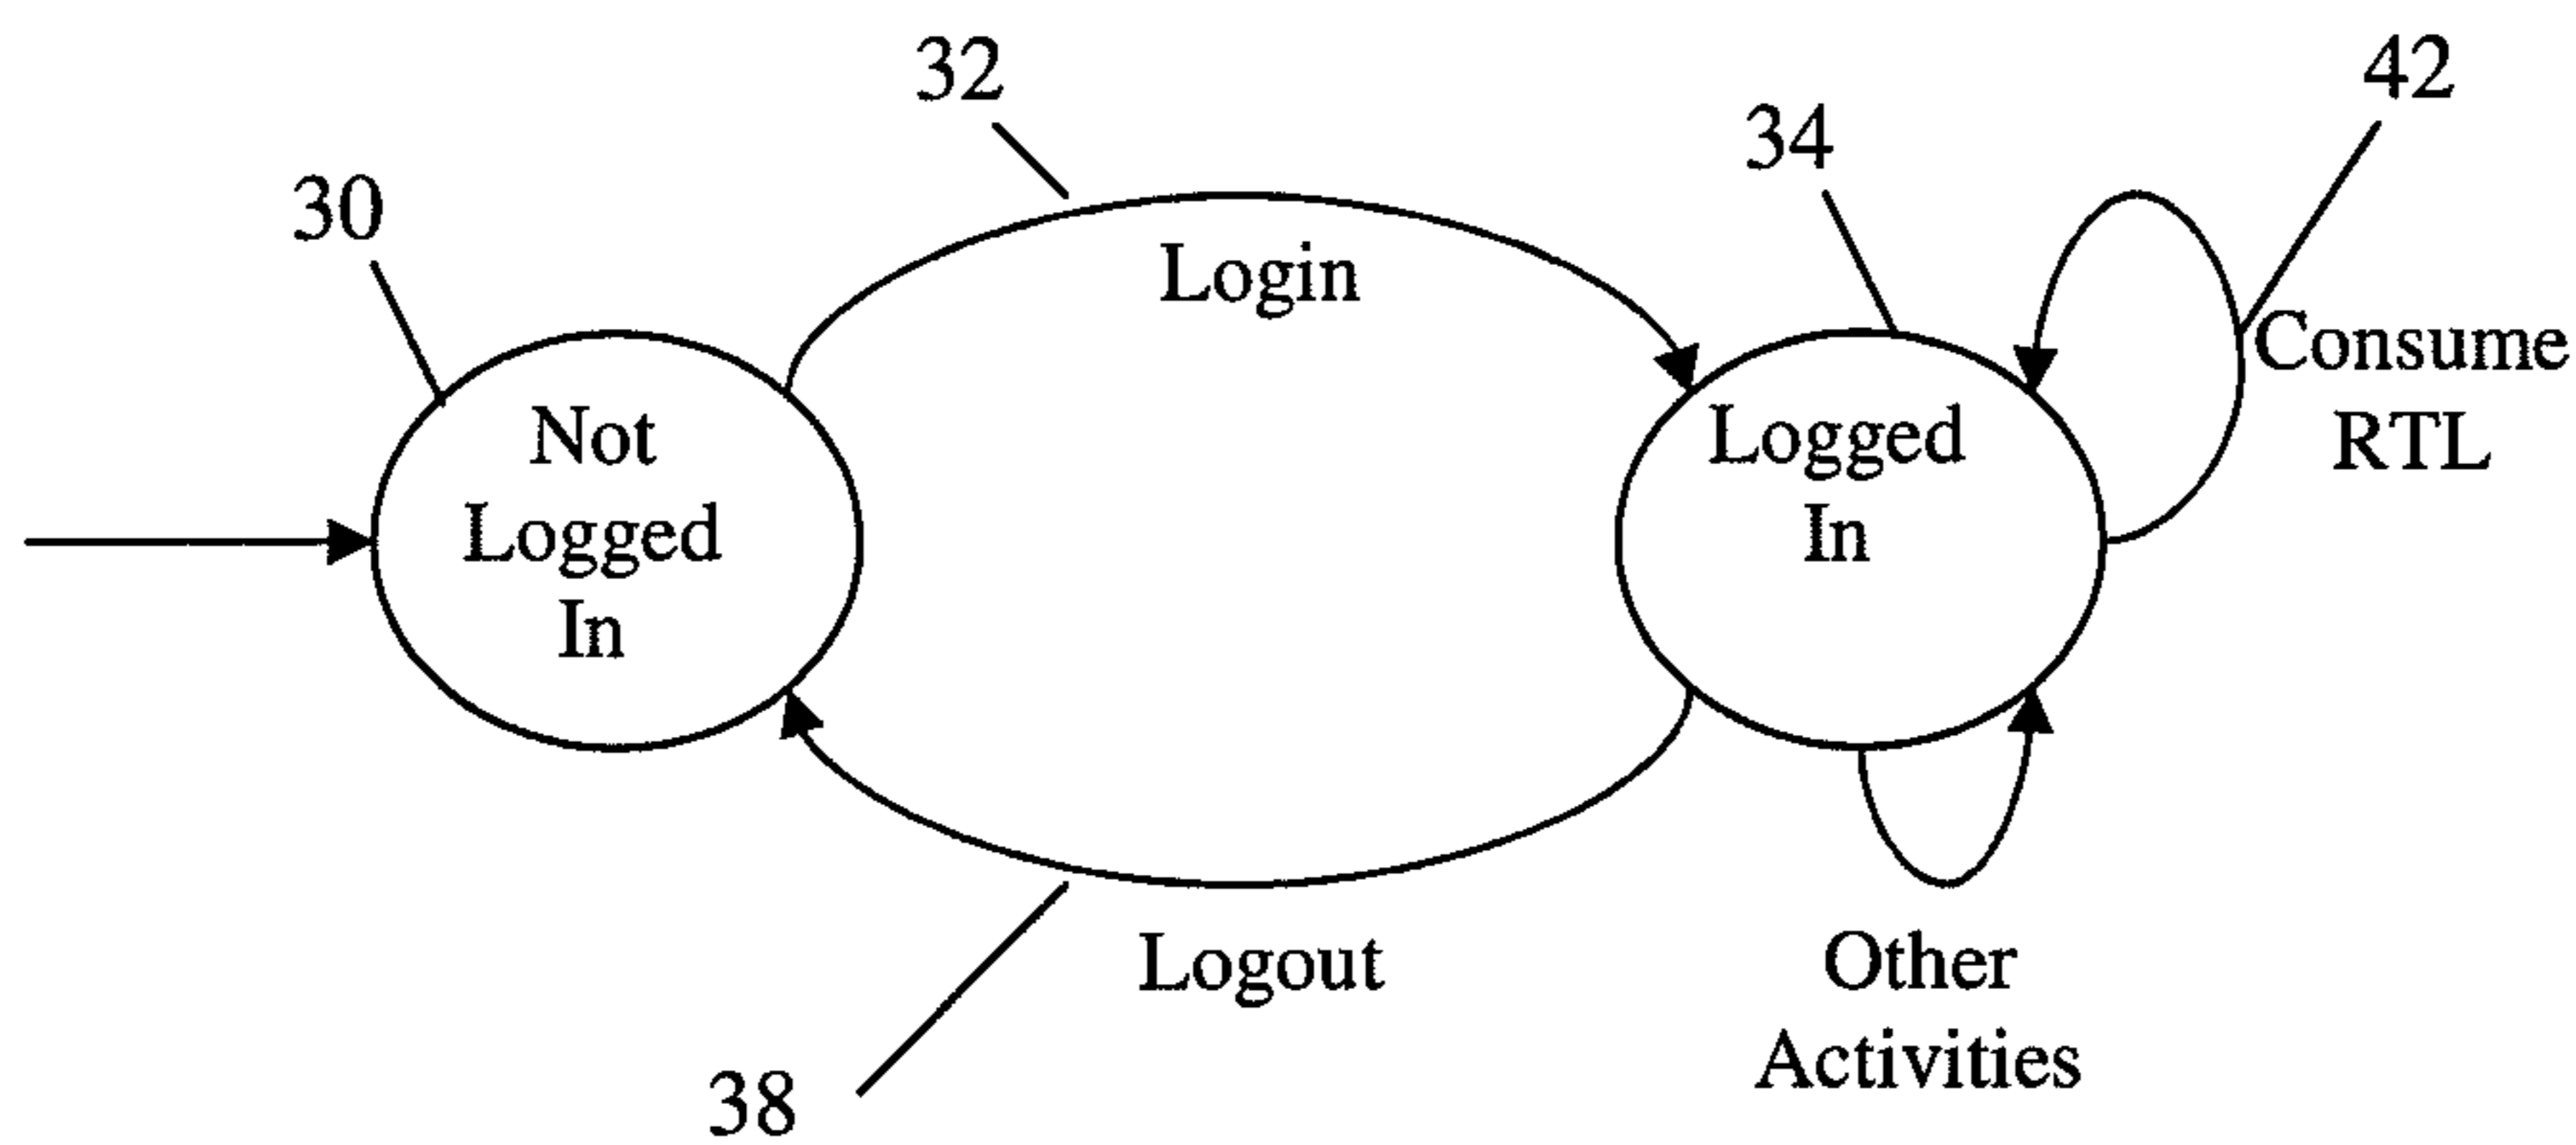 32
42
34
30
Login
Consume
RTL
Not
Logged
In
Logged
In
Logout
Other
Activities
38